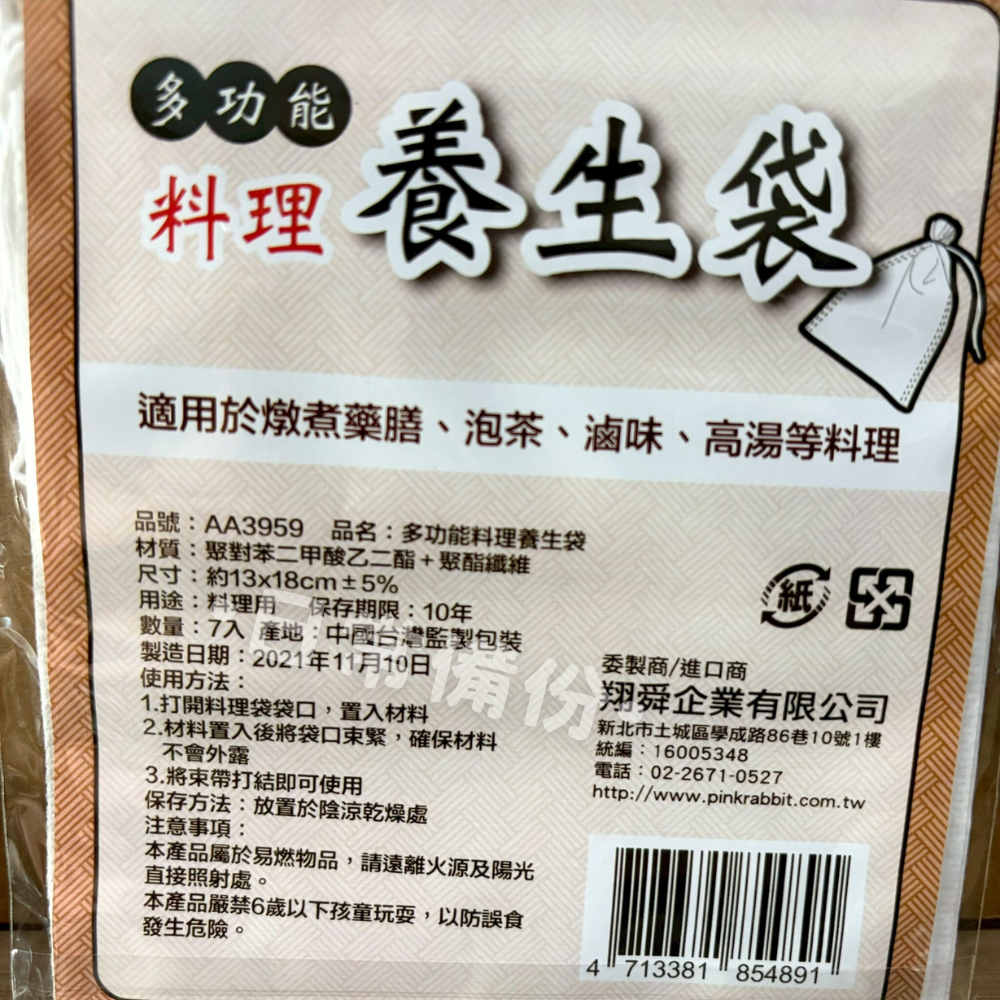 多功能
料理 養生袋
適用於燉煮藥膳、泡茶、滷味、高湯等料理
品號：AA3959 品名：多功能料理養生袋
材質：聚對苯二甲酸乙二酯＋聚酯纖維
尺寸：約13x18cm±5%
用途：料理用 保存期限：10年
數量：7入 產地：中國台灣監製包裝
製造日期：2021年11月10日
使用方法：
1.打開料理袋袋口，置入材料
2.材料置入後將袋口束緊，確保材料
不會外露
3.將束帶打結即可使用
保存方法：放置於陰涼乾燥處
注意事項：
本產品屬於易燃物品，請遠離火源及陽光
直接照射處。
本產品嚴禁6歲以下孩童玩耍，以防誤食
發生危險。
紙
委製商/進口商
翔舜企業有限公司
新北市土城區學成路86巷10號1樓
統編：16005348
電話：02-2671-0527
http://www.pinkrabbit.com.tw
4 713381 854891